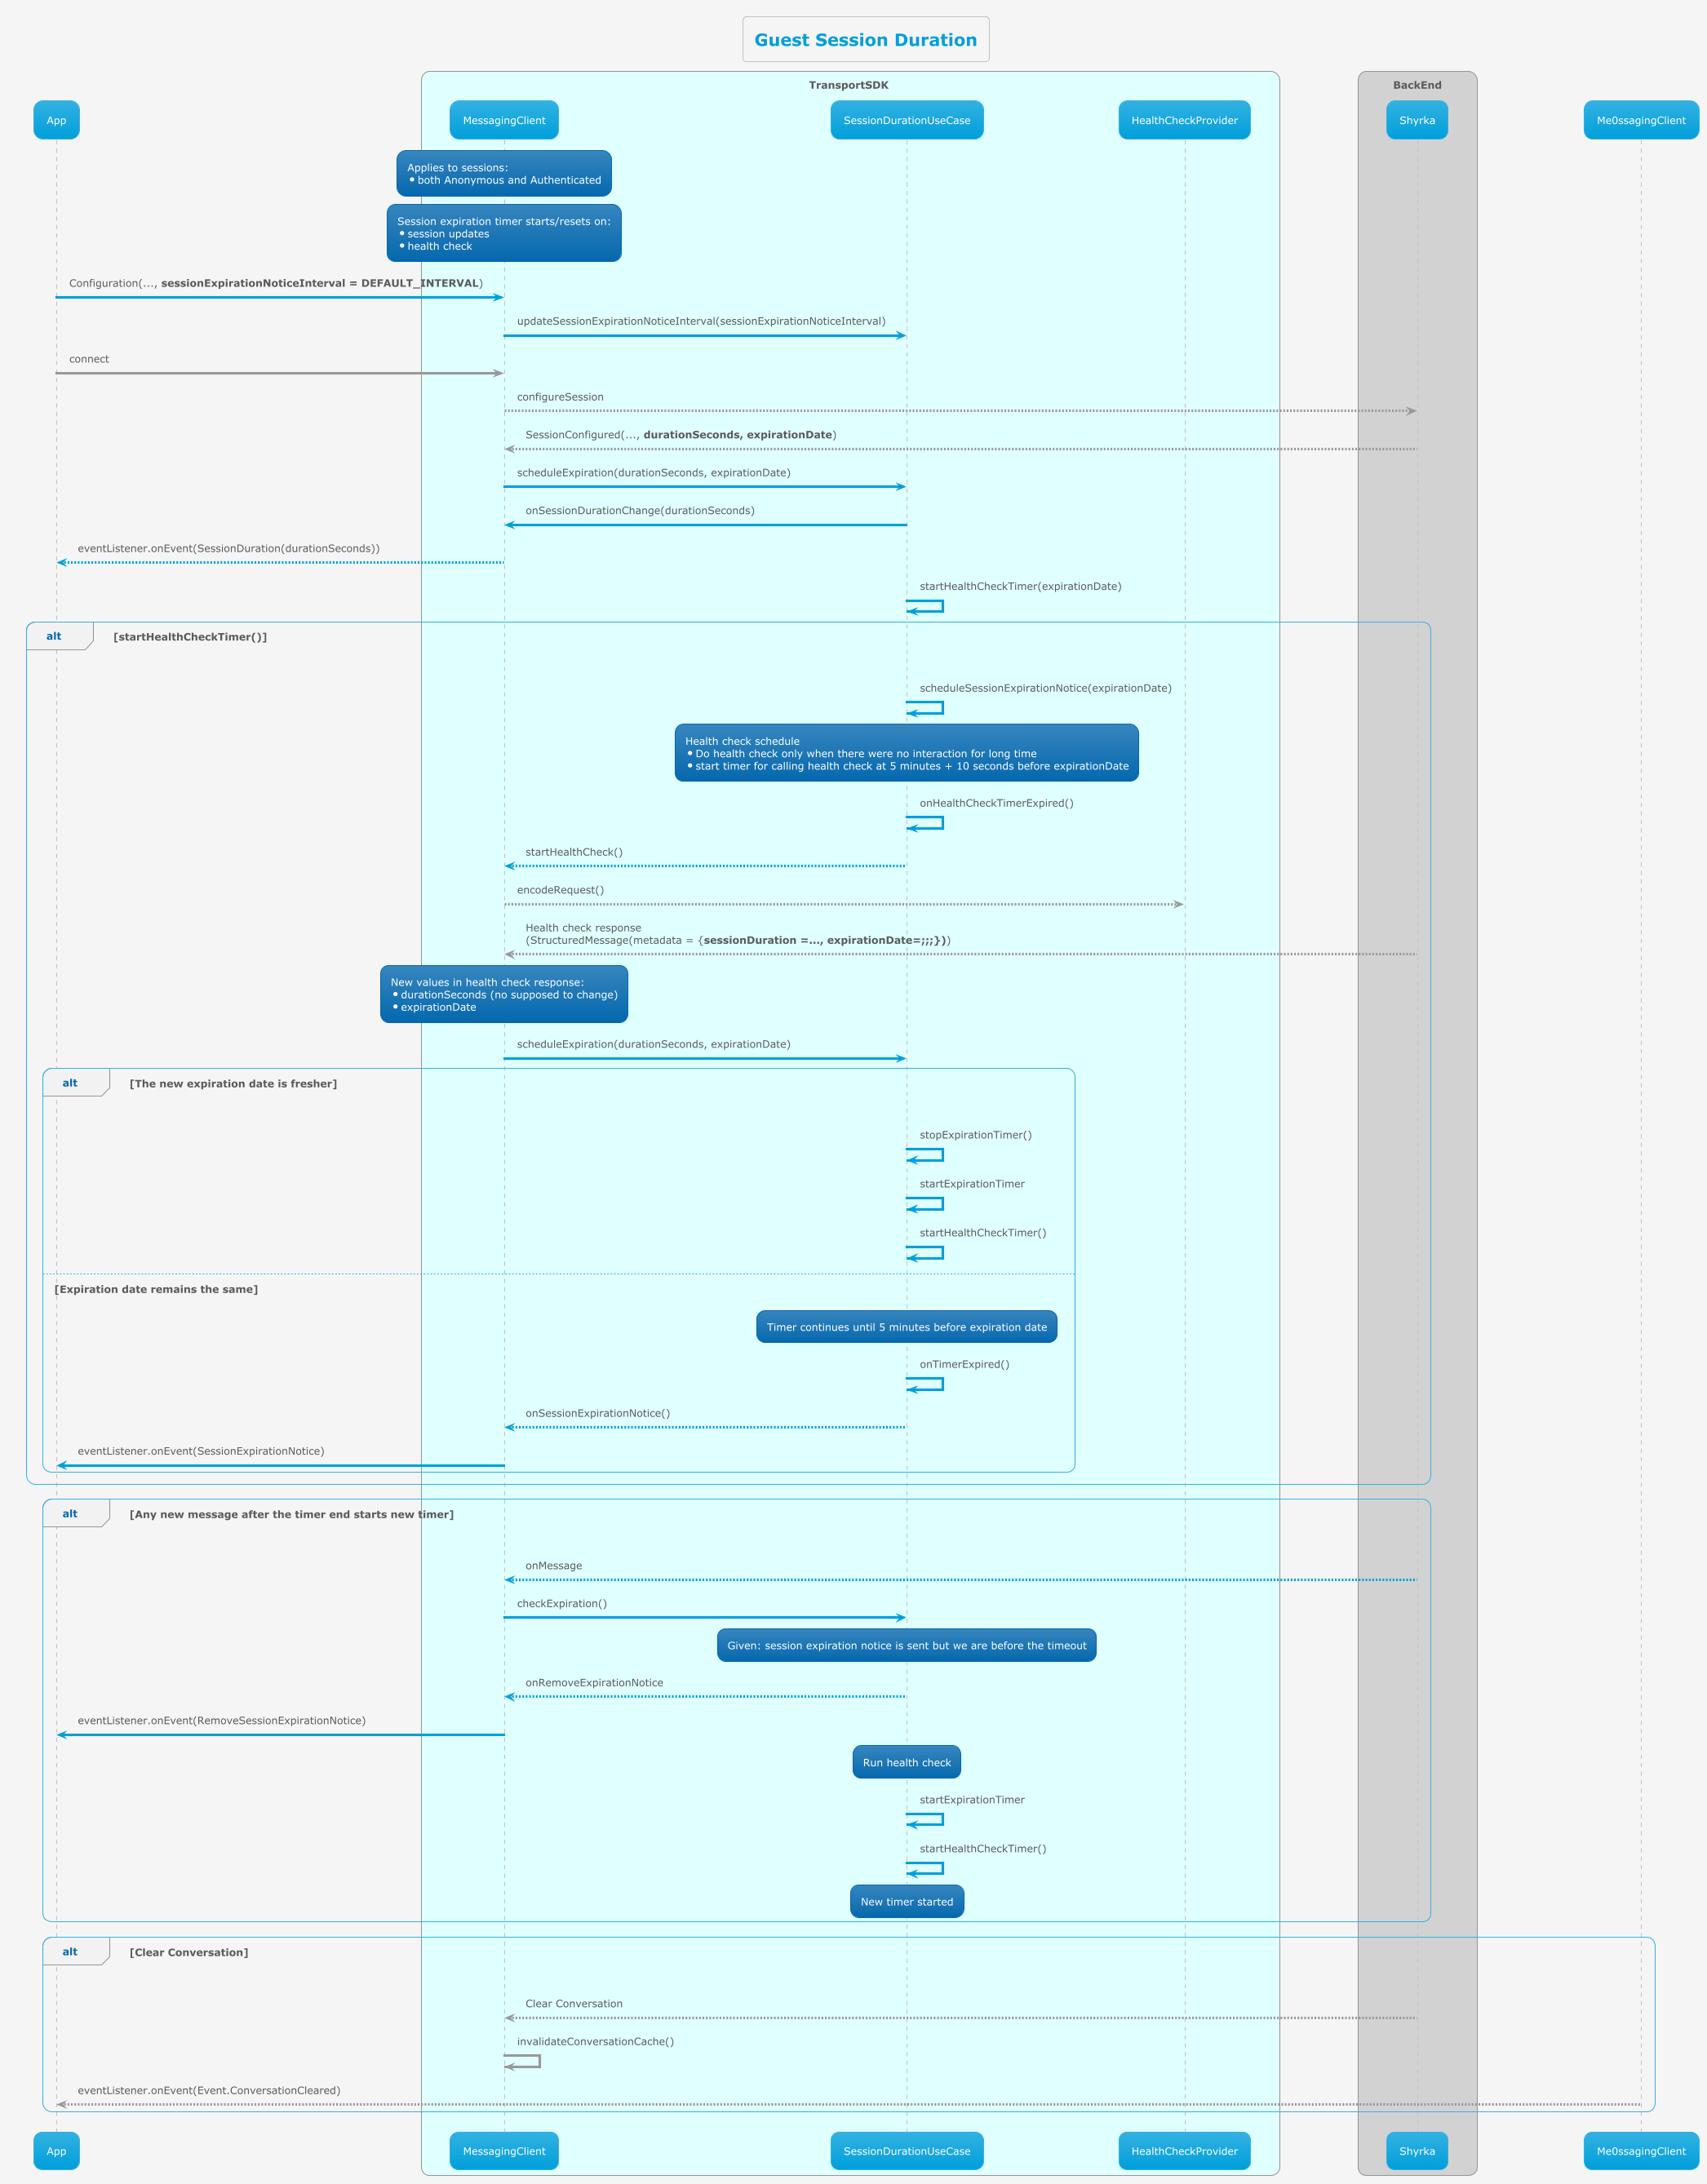 Guest Session Duration
TransportSDK
BackEnd
App
MessagingClient
SessionDurationUseCase
HealthCheckProvider
Shyrka
Me0ssagingClient
Applies to sessions:
•both Anonymous and Authenticated
Session expiration timer starts/resets on:
•session updates
•health check
Configuration(..., sessionExpirationNoticeInterval = DEFAULT_INTERVAL)
updateSessionExpirationNoticeInterval(sessionExpirationNoticeInterval)
connect
configureSession
SessionConfigured(..., durationSeconds, expirationDate)
scheduleExpiration(durationSeconds, expirationDate)
onSessionDurationChange(durationSeconds)
eventListener.onEvent(SessionDuration(durationSeconds))
startHealthCheckTimer(expirationDate)
alt
[startHealthCheckTimer()]
scheduleSessionExpirationNotice(expirationDate)
Health check schedule
•Do health check only when there were no interaction for long time
•start timer for calling health check at 5 minutes + 10 seconds before expirationDate
onHealthCheckTimerExpired()
startHealthCheck()
encodeRequest()
Health check response
(StructuredMessage(metadata = {sessionDuration =..., expirationDate=;;;}))
New values in health check response:
•durationSeconds (no supposed to change)
•expirationDate
scheduleExpiration(durationSeconds, expirationDate)
alt
[The new expiration date is fresher]
stopExpirationTimer()
startExpirationTimer
startHealthCheckTimer()
[Expiration date remains the same]
Timer continues until 5 minutes before expiration date
onTimerExpired()
onSessionExpirationNotice()
eventListener.onEvent(SessionExpirationNotice)
alt
[Any new message after the timer end starts new timer]
onMessage
checkExpiration()
Given: session expiration notice is sent but we are before the timeout
onRemoveExpirationNotice
eventListener.onEvent(RemoveSessionExpirationNotice)
Run health check
startExpirationTimer
startHealthCheckTimer()
New timer started
alt
[Clear Conversation]
Clear Conversation
invalidateConversationCache()
eventListener.onEvent(Event.ConversationCleared)
App
MessagingClient
SessionDurationUseCase
HealthCheckProvider
Shyrka
Me0ssagingClient